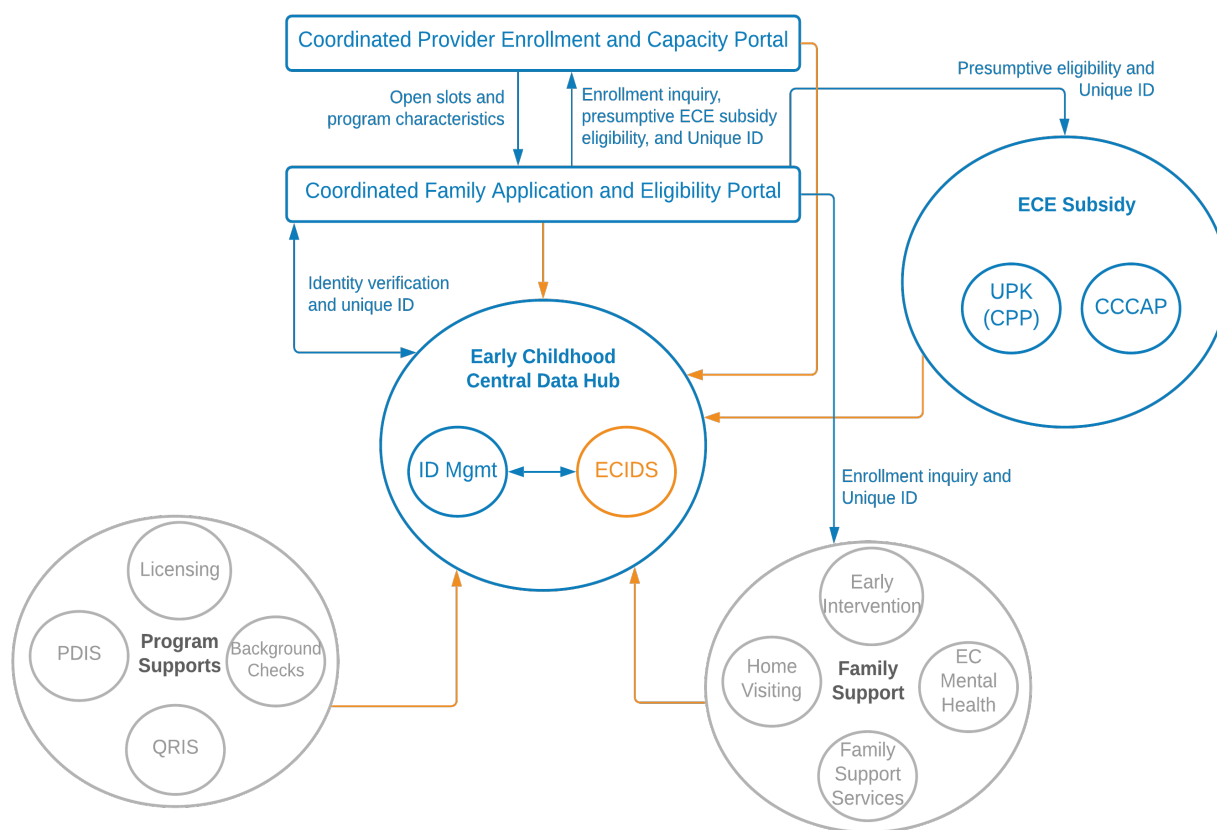 Coordinated Provider Enrollment and Capacity Portal
Open slots and
program characteristics
Enrollment inquiry,
presumptive ECE subsidy
eligibility, and Unique ID
Presumptive eligibility and
Unique ID
Coordinated Family Application and Eligibility Portal
ECE Subsidy
UPK
(CPP)
CCCAP
Identity verification
and unique ID
Early Childhood
Central Data Hub
ID Mgmt
ECIDS
Enrollment inquiry and
Unique ID
Licensing
PDIS
Program
Supports
Background
Checks
QRIS
Early
Intervention
Home
Visiting
Family
Support
EC
Mental
Health
Family
Support
Services